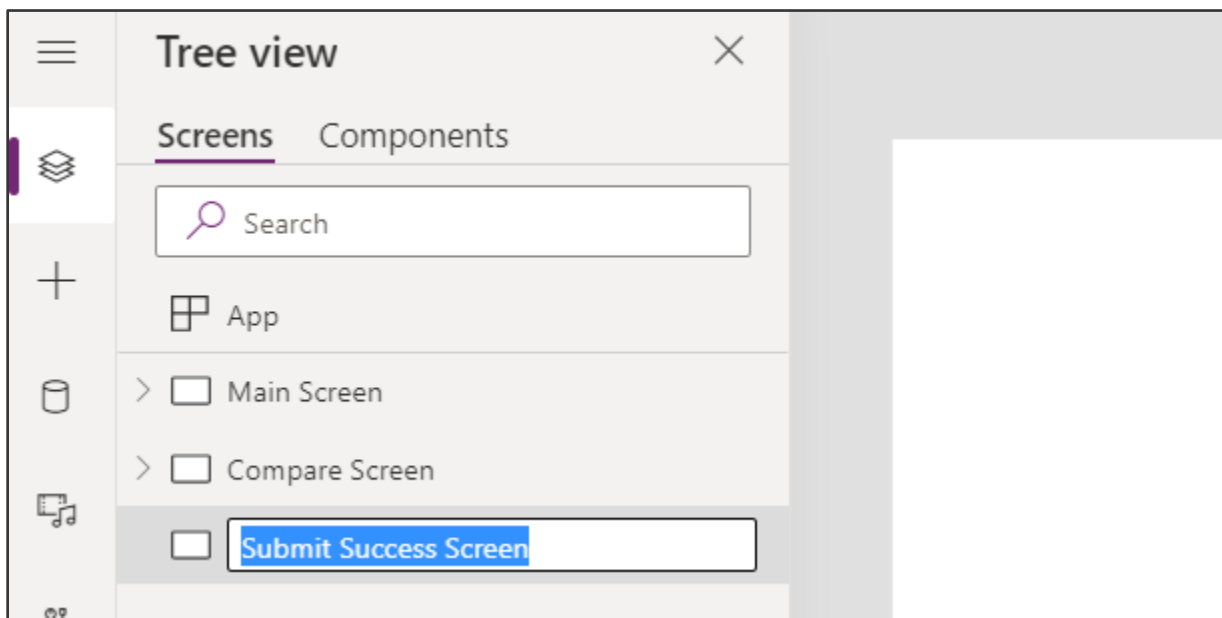 Tree view
Screens Components
Search
App
Main Screen
Compare Screen
Submit Success Screen